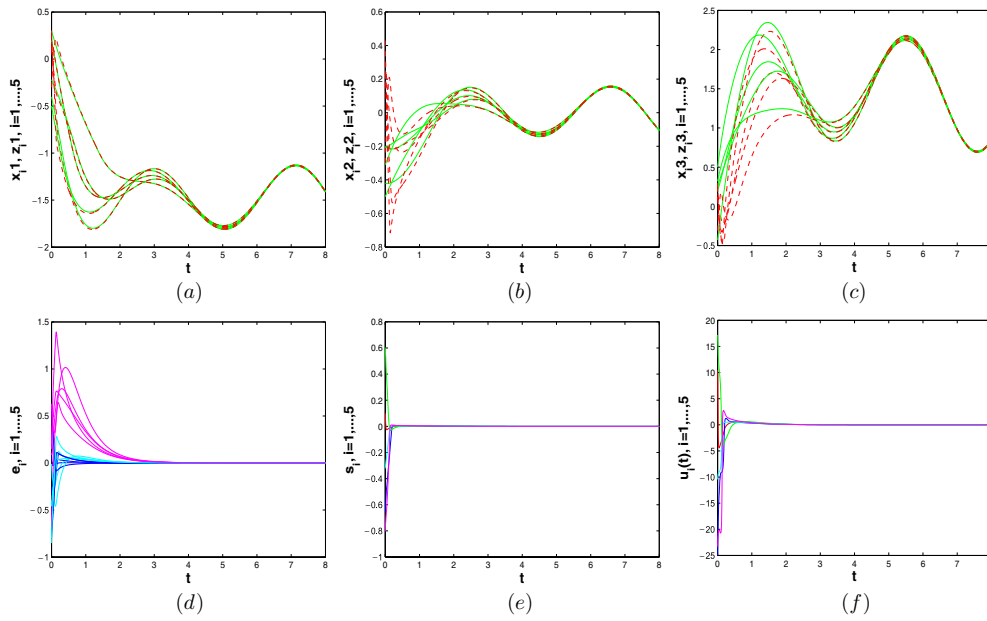 x_i1, z_i1, i=1,...,5
0
−0.5
−1
−1.5
−2
0 1 2 3 4 5 6 7 8
t
(a)
x_i2, z_i2, i=1,...,5
0.6
0.4
0.2
0
−0.2
−0.4
−0.6
−0.8
0 1 2 3 4 5 6 7 8
t
(b)
x_i3, z_i3, i=1,...,5
2.5
2
1.5
1
0.5
0
−0.5
0 1 2 3 4 5 6 7
t
(c)
e_i, i=1,...,5
1.5
1
0.5
0
−0.5
−1
0 1 2 3 4 5 6 7 8
t
(d)
s_i, i=1,...,5
0.8
0.6
0.4
0.2
0
−0.2
−0.4
−0.6
−0.8
−1
0 1 2 3 4 5 6 7 8
t
(e)
u_i(t), i=1,...,5
20
15
10
5
0
−5
−10
−15
−20
−25
0 1 2 3 4 5 6 7
t
(f)